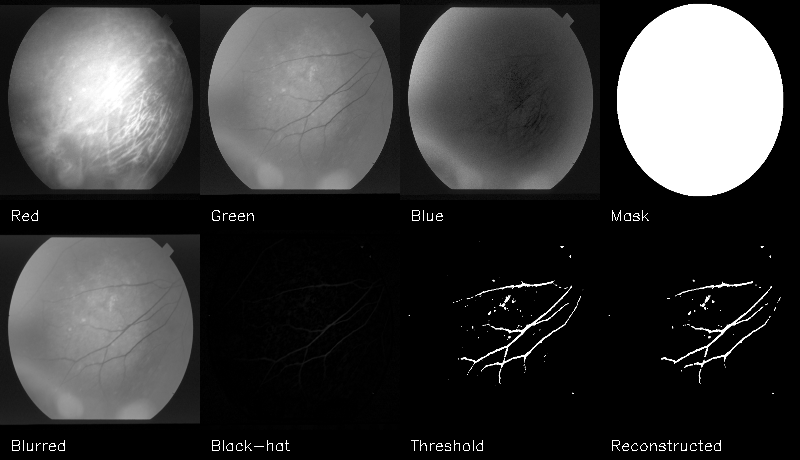 Red
Green
Blue
Mask
Blurred
Black-hat
Threshold
Reconstructed